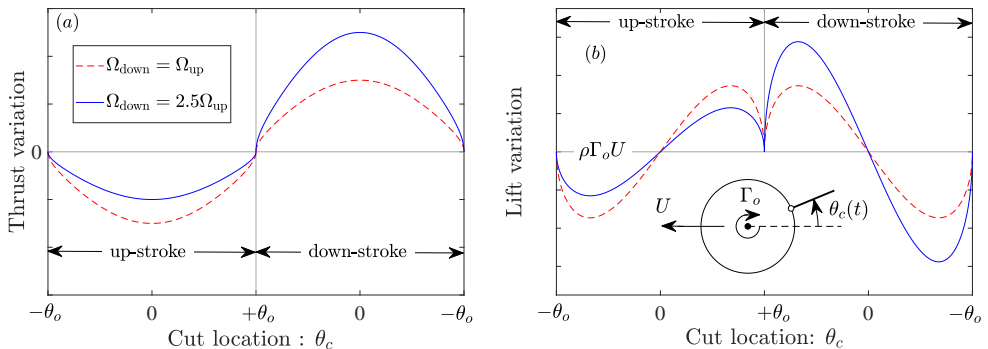 (a)
Thrust variation
Ω_down = Ω_up
Ω_down = 2.5Ω_up
0
up-stroke
down-stroke
−θ_o
0
+θ_o
0
−θ_o
Cut location : θ_c
(b)
Lift variation
up-stroke
down-stroke
ρΓ_oU
Γ_o
U
θ_c(t)
−θ_o
0
+θ_o
0
−θ_o
Cut location: θ_c